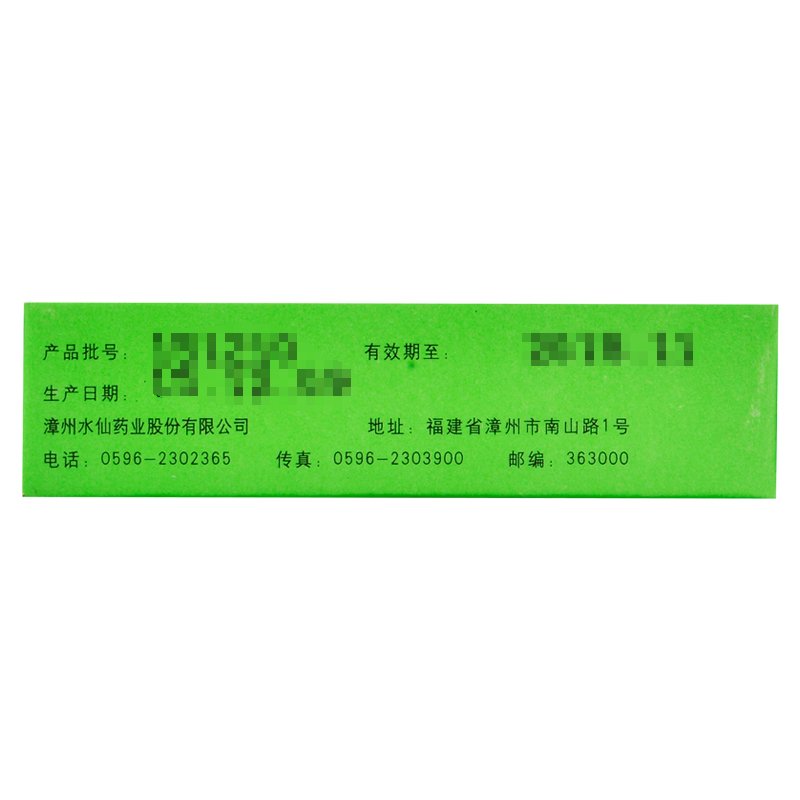 产品批号： 有效期至：
生产日期：
漳州水仙药业股份有限公司 地址：福建省漳州市南山路1号
电话：0596-2302365 传真：0596-2303900 邮编：363000